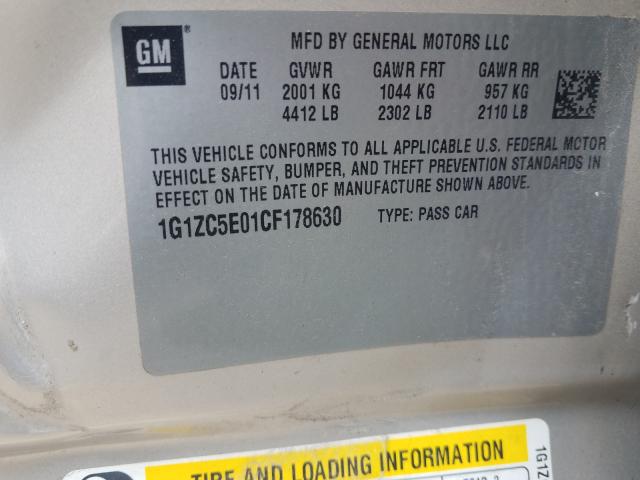 GM
MFD BY GENERAL MOTORS LLC
DATE GVWR GAWR FRT GAWR RR
09/11 2001 KG 1044 KG 957 KG
4412 LB 2302 LB 2110 LB
THIS VEHICLE CONFORMS TO ALL APPLICABLE U.S. FEDERAL MOTOR
VEHICLE SAFETY, BUMPER, AND THEFT PREVENTION STANDARDS IN
EFFECT ON THE DATE OF MANUFACTURE SHOWN ABOVE.
1G1ZC5E01CF178630 TYPE: PASS CAR
TIRE AND LOADING INFORMATION
1G1Z